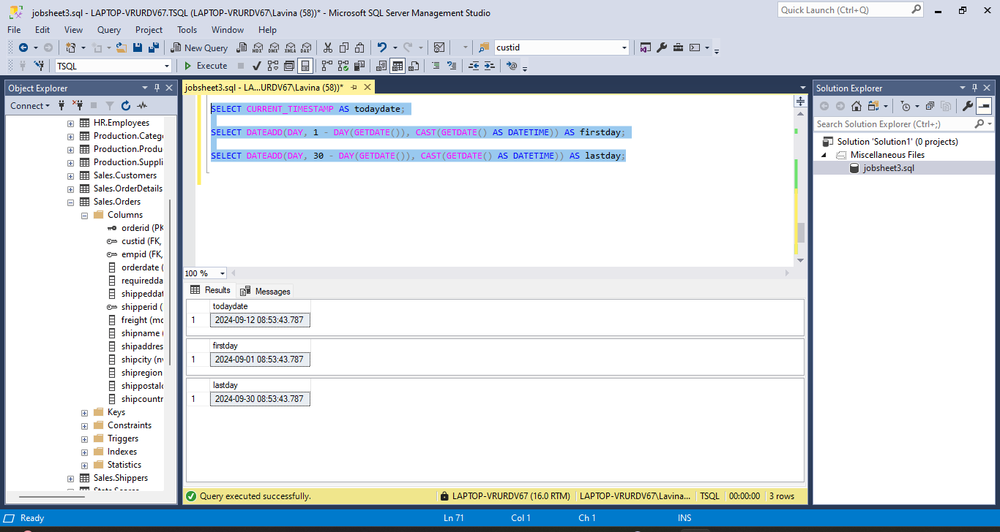 jobsheet3.sql - LAPTOP-VRURDV67.TSQL (LAPTOP-VRURDV67\Lavina (58))* - Microsoft SQL Server Management Studio
Quick Launch (Ctrl+Q)
File Edit View Query Project Tools Window Help
New Query
MDX DMX XMLA DAX
custid
TSQL
Execute
Object Explorer
Connect
HR.Employees
Production.Catego
Production.Produ
Production.Suppli
Sales.Customers
Sales.OrderDetails
Sales.Orders
Columns
orderid (PK
custid (FK,
empid (FK,
orderdate (
requiredda
shippeddat
shipperid (
freight (mo
shipname (
shipaddres
shipcity (nv
shipregion
shippostalc
shipcountr
Keys
Constraints
Triggers
Indexes
Statistics
Sales.Shippers
jobsheet3.sql - LA...URDV67\Lavina (58))*
SELECT CURRENT_TIMESTAMP AS todaydate;
SELECT DATEADD(DAY, 1 - DAY(GETDATE()), CAST(GETDATE() AS DATETIME)) AS firstday;
SELECT DATEADD(DAY, 30 - DAY(GETDATE()), CAST(GETDATE() AS DATETIME)) AS lastday;
100 %
Results Messages
todaydate
1 2024-09-12 08:53:43.787
firstday
1 2024-09-01 08:53:43.787
lastday
1 2024-09-30 08:53:43.787
Query executed successfully. LAPTOP-VRURDV67 (16.0 RTM) LAPTOP-VRURDV67\Lavina... TSQL 00:00:00 3 rows
Solution Explorer
Search Solution Explorer (Ctrl+;)
Solution 'Solution1' (0 projects)
Miscellaneous Files
jobsheet3.sql
Ready Ln 71 Col 1 Ch 1 INS